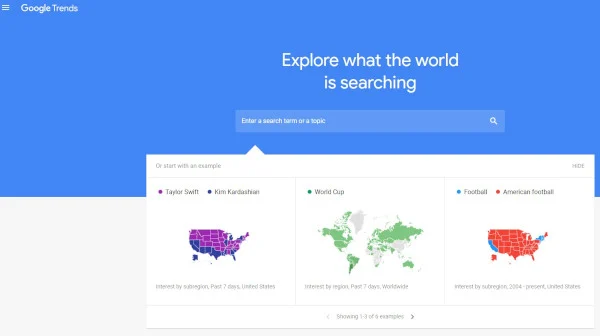 Google Trends
Explore what the world
is searching
Enter a search term or a topic
Or start with an example
HIDE
Taylor Swift Kim Kardashian
World Cup
Football American football
Interest by subregion, Past 7 days, United States
Interest by region, Past 7 days, Worldwide
Interest by subregion, 2004 - present, United States
Showing 1-3 of 6 examples